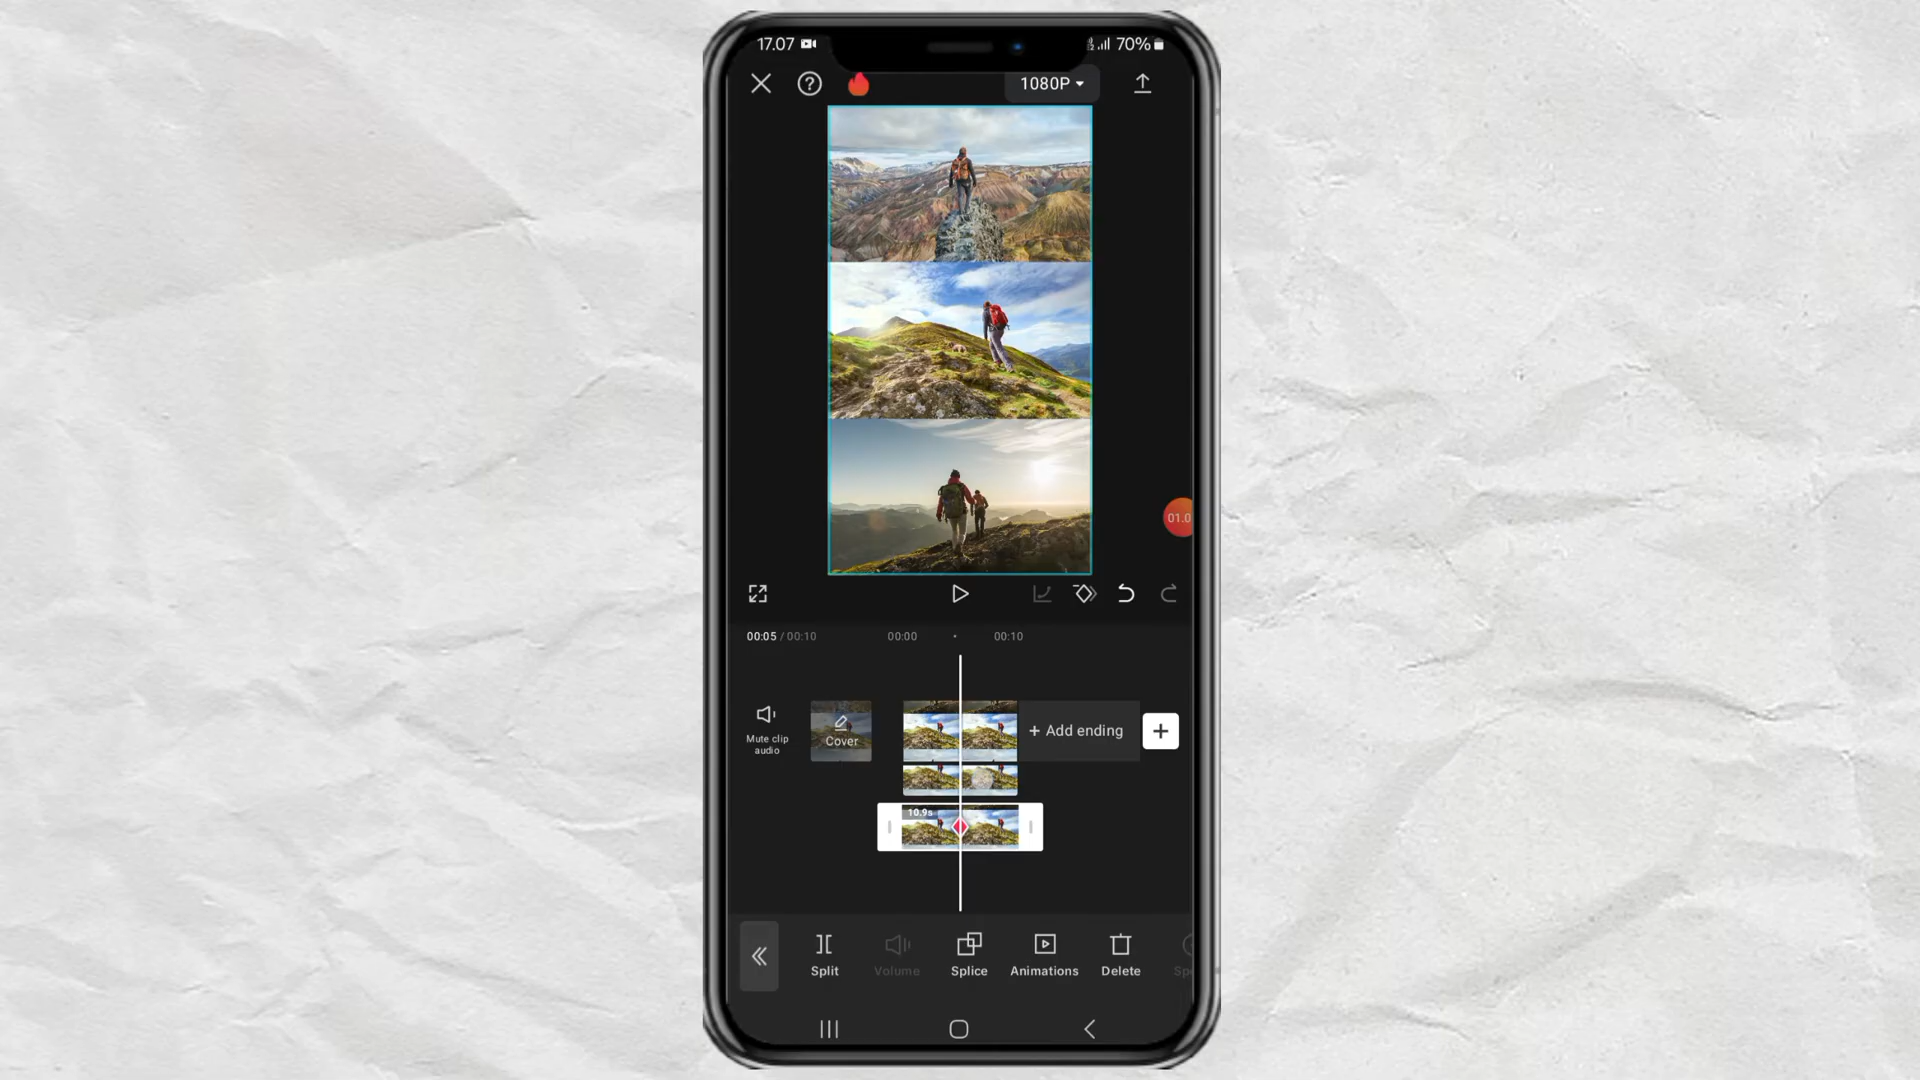 17.07
70%
1080P
01.0
00:05 / 00:10
00:00
00:10
Mute clip
audio
Cover
+ Add ending
10.9s
Split
Volume
Splice
Animations
Delete